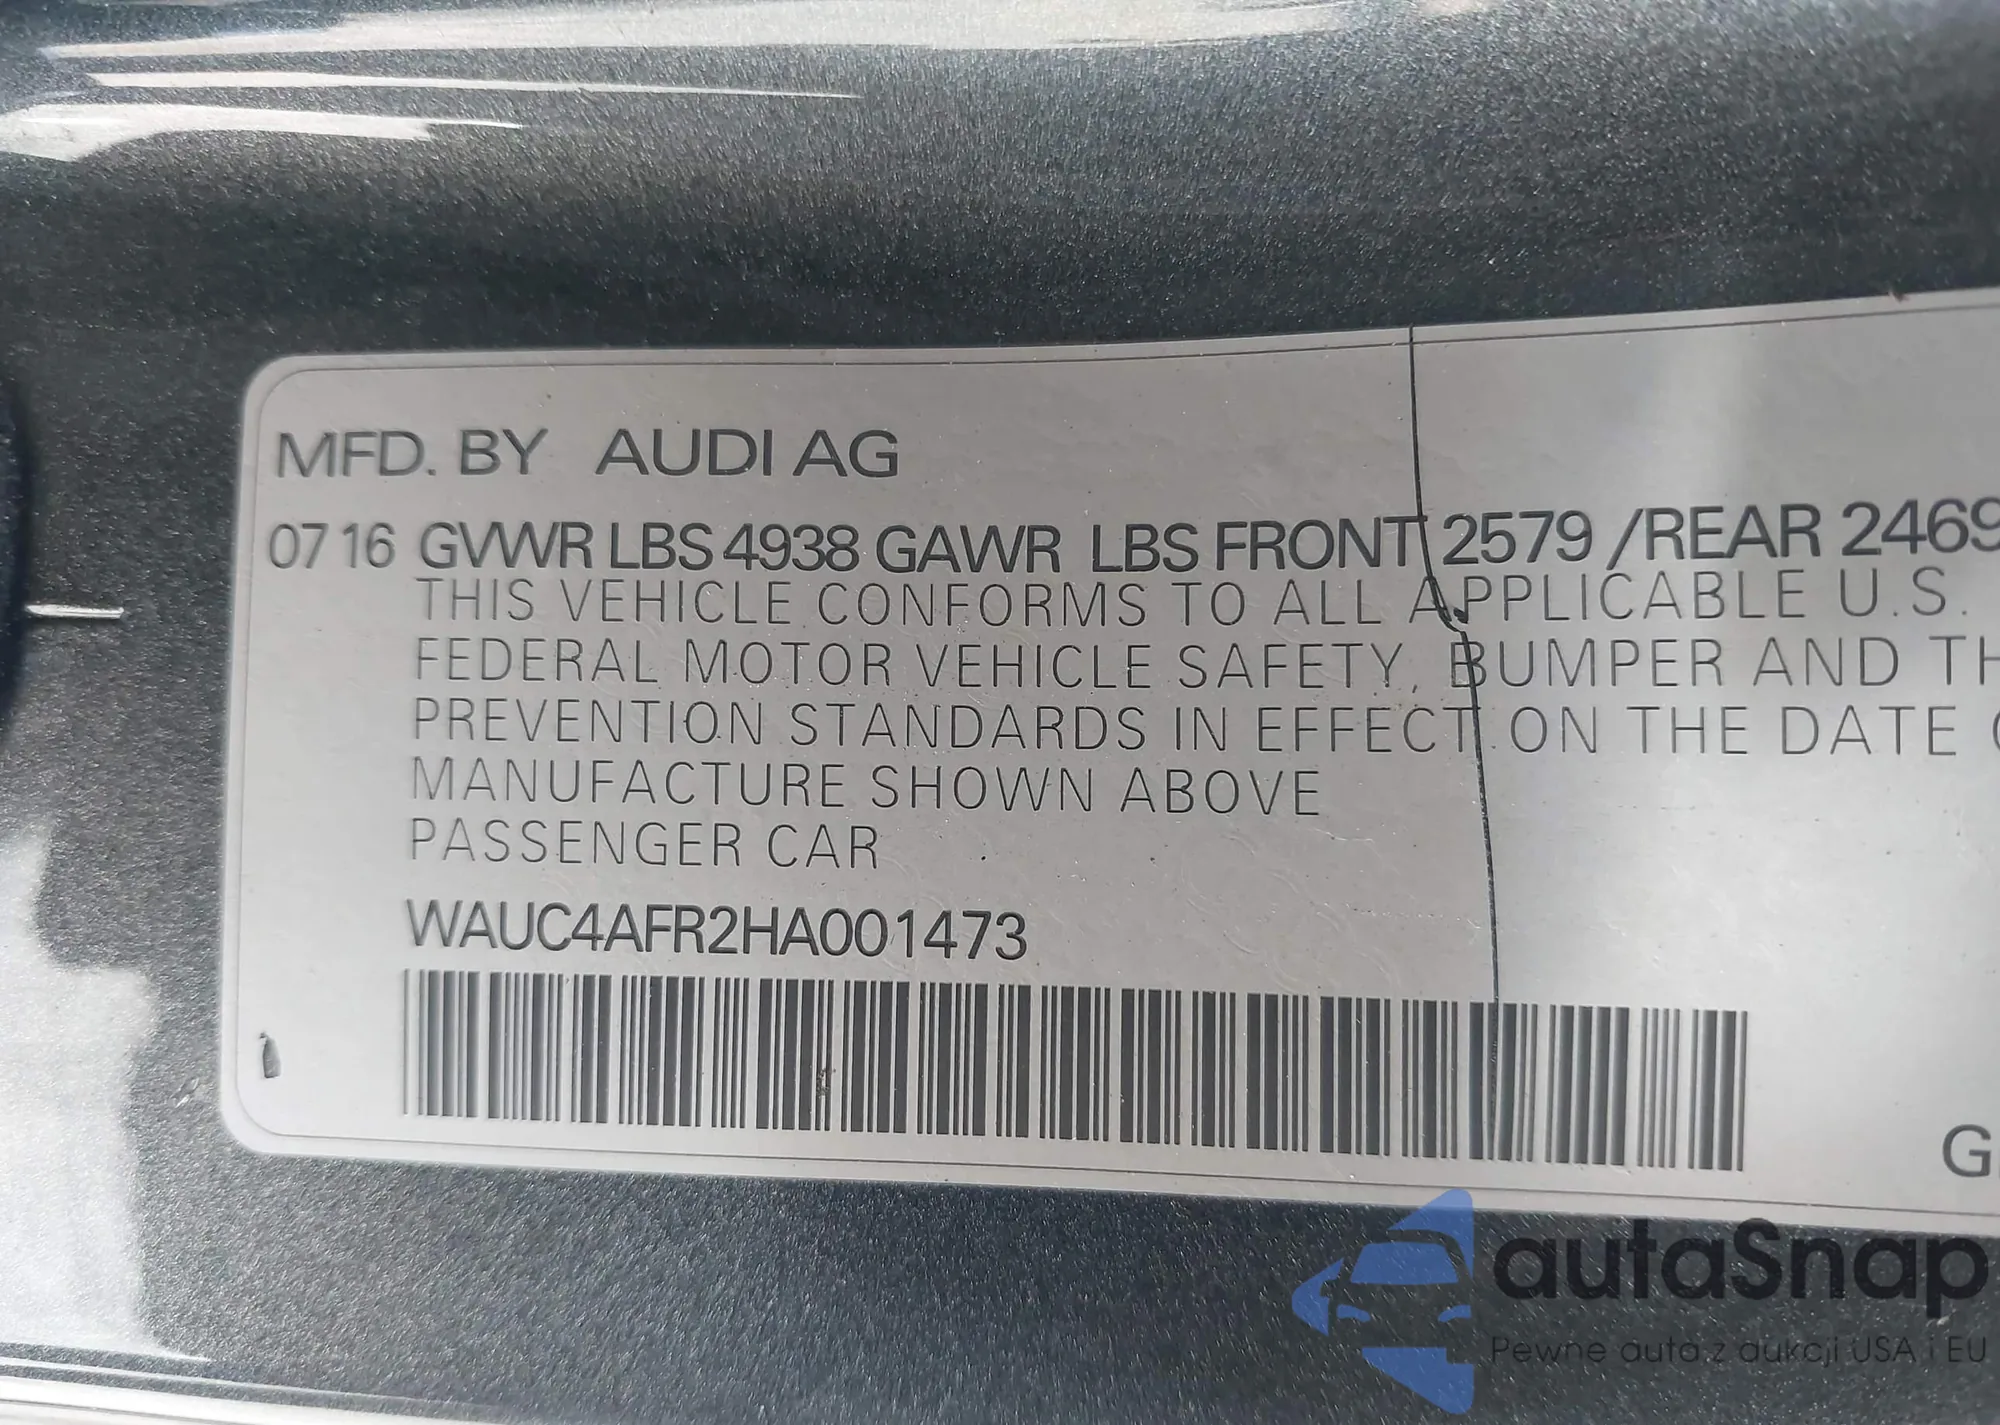 MFD. BY AUDI AG
07 16 GVWR LBS 4938 GAWR LBS FRONT 2579 /REAR 2469
THIS VEHICLE CONFORMS TO ALL APPLICABLE U.S.
FEDERAL MOTOR VEHICLE SAFETY, BUMPER AND
PREVENTION STANDARDS IN EFFECT ON THE DATE
MANUFACTURE SHOWN ABOVE
PASSENGER CAR
WAUC4AFR2HA001473
autaSnap
Pewne auta z aukcji USA i EU